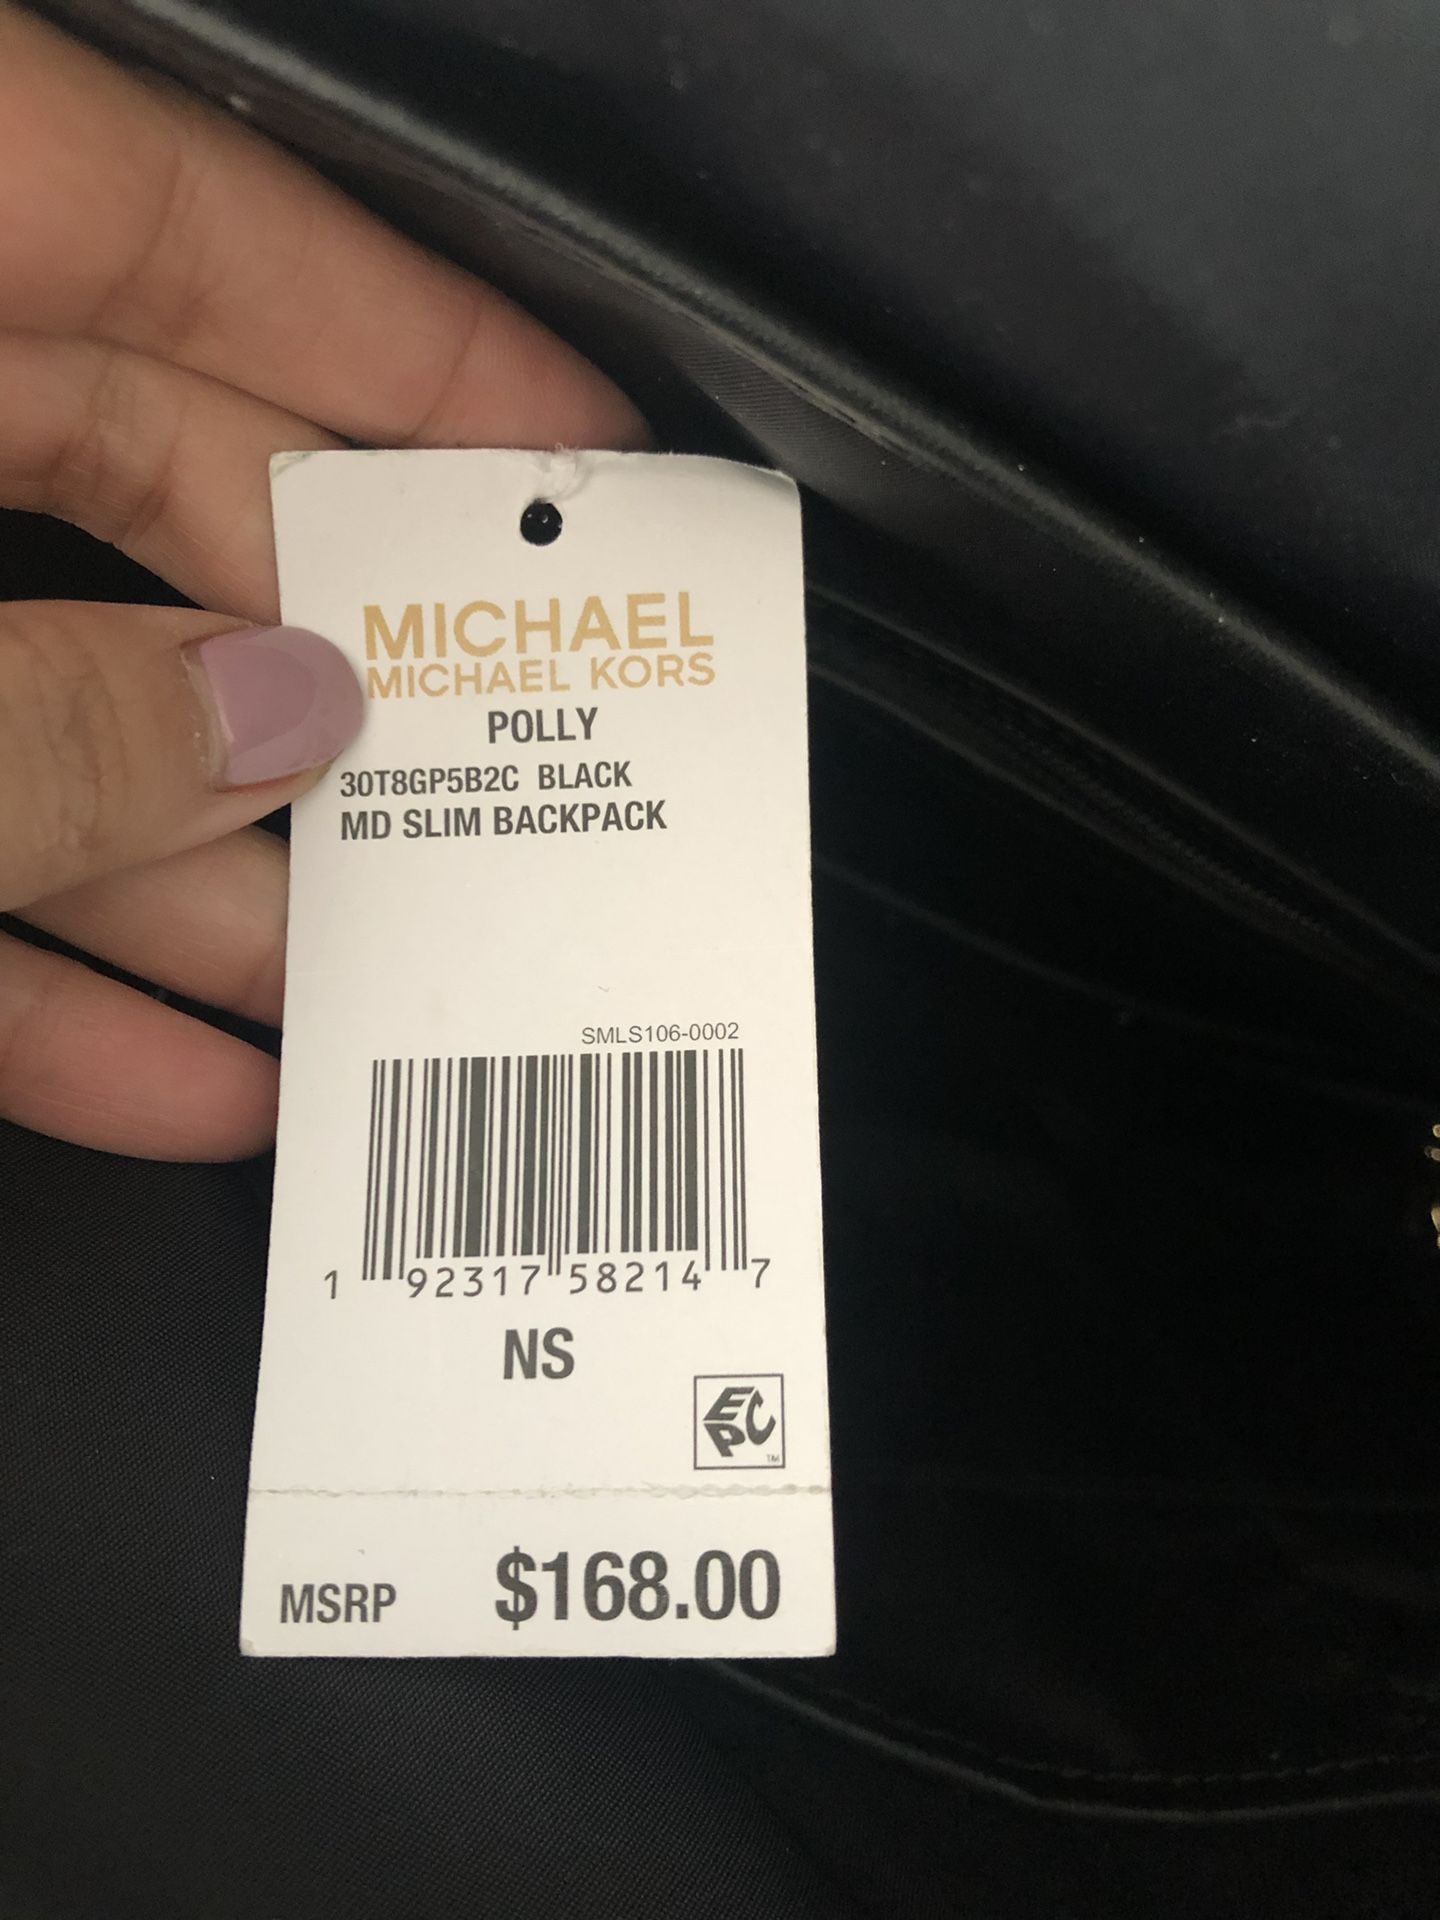 MICHAEL
MICHAEL KORS
POLLY
30T8GP5B2C BLACK
MD SLIM BACKPACK
SMLS106-0002
1 92317 58214 7
NS
EPC
TM
MSRP $168.00